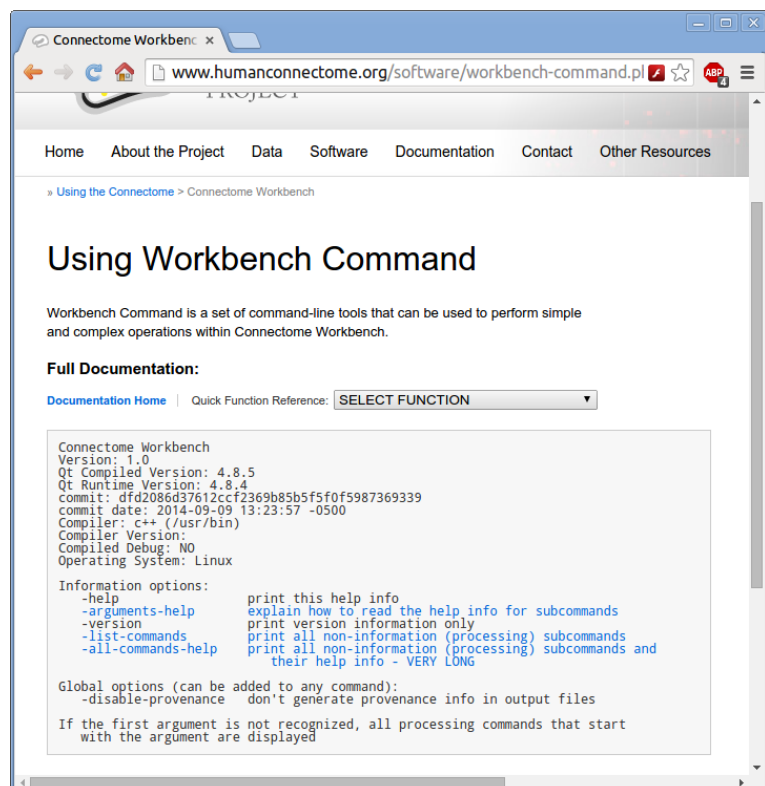 Connectome Workbenc
www.humanconnectome.org/software/workbench-command.pl
ABP
4
PROJECT
Home About the Project Data Software Documentation Contact Other Resources
» Using the Connectome > Connectome Workbench
Using Workbench Command
Workbench Command is a set of command-line tools that can be used to perform simple
and complex operations within Connectome Workbench.
Full Documentation:
Documentation Home | Quick Function Reference: SELECT FUNCTION
Connectome Workbench
Version: 1.0
Qt Compiled Version: 4.8.5
Qt Runtime Version: 4.8.4
commit: dfd2086d37612ccf2369b85b5f5f0f5987369339
commit date: 2014-09-09 13:23:57 -0500
Compiler: c++ (/usr/bin)
Compiler Version:
Compiled Debug: NO
Operating System: Linux
Information options:
-help print this help info
-arguments-help explain how to read the help info for subcommands
-version print version information only
-list-commands print all non-information (processing) subcommands
-all-commands-help print all non-information (processing) subcommands and
their help info - VERY LONG
Global options (can be added to any command):
-disable-provenance don't generate provenance info in output files
If the first argument is not recognized, all processing commands that start
with the argument are displayed